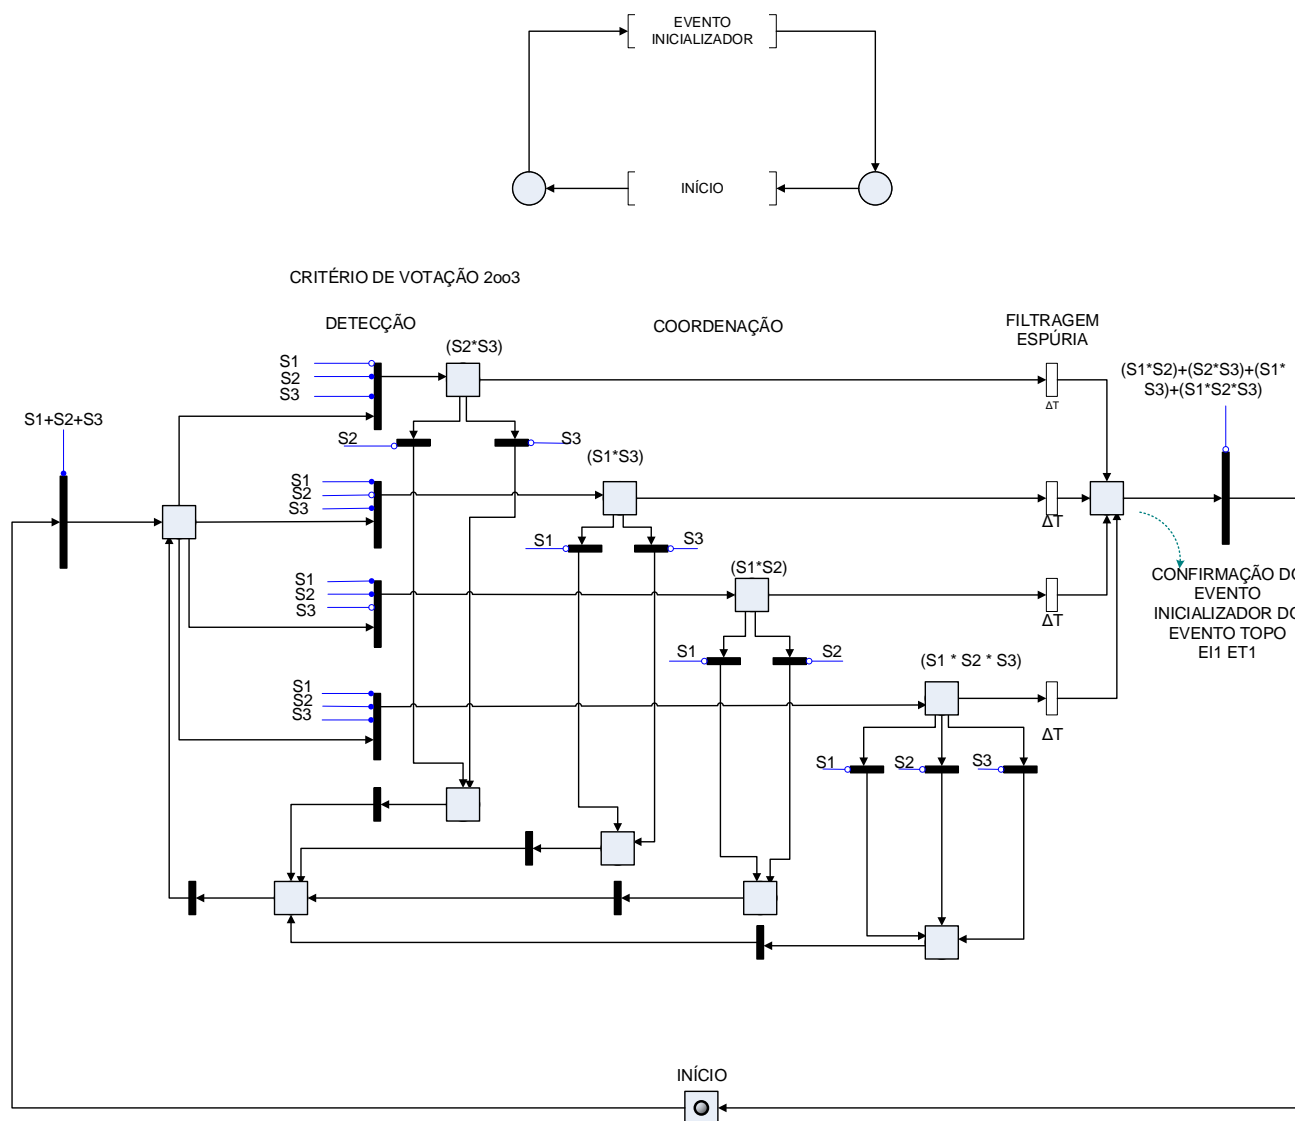 EVENTO
INICIALIZADOR
INÍCIO
CRITÉRIO DE VOTAÇÃO 2oo3
DETECÇÃO
COORDENAÇÃO
FILTRAGEM
ESPÚRIA
(S2*S3)
S1
S2
S3
ΔT
(S1*S2)+(S2*S3)+(S1*
S3)+(S1*S2*S3)
S1+S2+S3
S2
S3
(S1*S3)
S1
S2
S3
ΔT
S1
S3
(S1*S2)
S1
S2
S3
ΔT
CONFIRMAÇÃO DO
EVENTO
INICIALIZADOR DO
EVENTO TOPO
EI1 ET1
S1
S2
(S1 * S2 * S3)
S1
S2
S3
ΔT
S1
S2
S3
INÍCIO